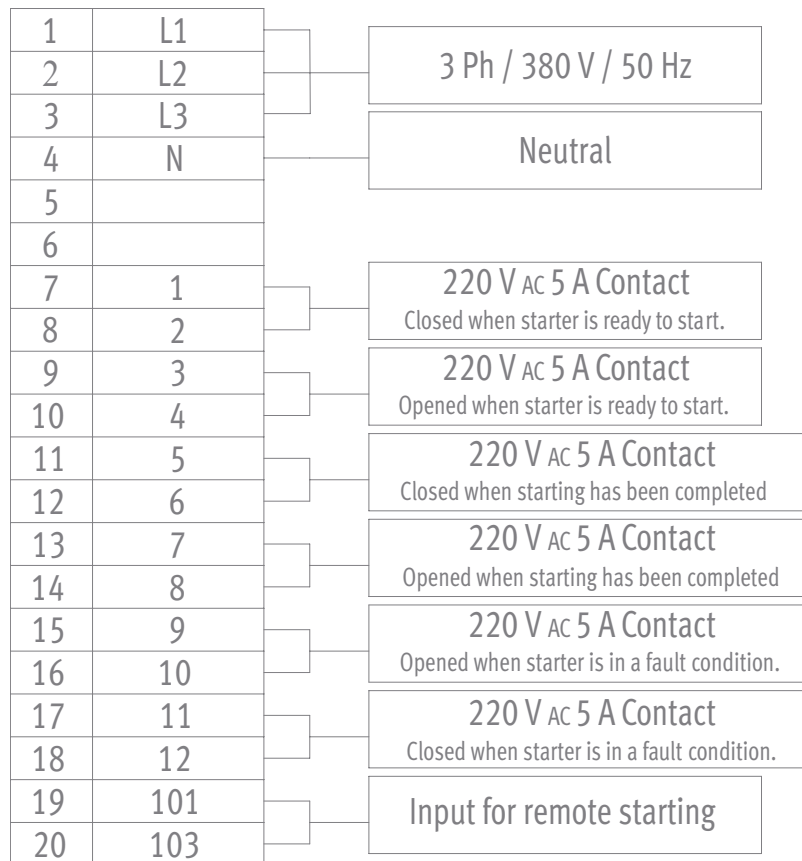 1 L1
2 L2
3 L3
3 Ph / 380 V / 50 Hz
4 N
Neutral
5
6
7 1
8 2
220 V AC 5 A Contact
Closed when starter is ready to start.
9 3
10 4
220 V AC 5 A Contact
Opened when starter is ready to start.
11 5
12 6
220 V AC 5 A Contact
Closed when starting has been completed
13 7
14 8
220 V AC 5 A Contact
Opened when starting has been completed
15 9
16 10
220 V AC 5 A Contact
Opened when starter is in a fault condition.
17 11
18 12
220 V AC 5 A Contact
Closed when starter is in a fault condition.
19 101
20 103
Input for remote starting